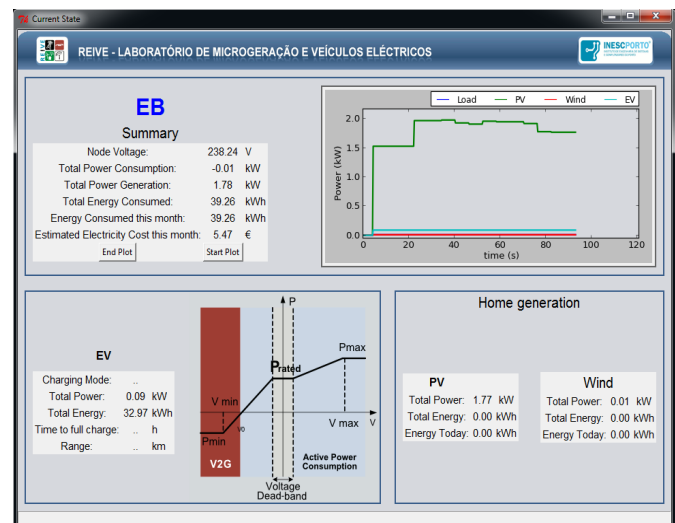 Current State
REIVE
REIVE - LABORATÓRIO DE MICROGERAÇÃO E VEÍCULOS ELÉCTRICOS
INESCPORTO
EB
Summary
Node Voltage: 238.24 V
Total Power Consumption: -0.01 kW
Total Power Generation: 1.78 kW
Total Energy Consumed: 39.26 kWh
Energy Consumed this month: 39.26 kWh
Estimated Electricity Cost this month: 5.47 €
End Plot Start Plot
Load PV Wind EV
2.0
1.5
1.0
0.5
0.0
Power (kW)
0 20 40 60 80 100 120
time (s)
EV
Charging Mode: ..
Total Power: 0.09 kW
Total Energy: 32.97 kWh
Time to full charge: .. h
Range: .. km
P
Pmax
Prated
V min
V max V
V0
Pmin
V2G
Active Power
Consumption
Voltage
Dead-band
Home generation
PV
Total Power: 1.77 kW
Total Energy: 0.00 kWh
Energy Today: 0.00 kWh
Wind
Total Power: 0.01 kW
Total Energy: 0.00 kWh
Energy Today: 0.00 kWh